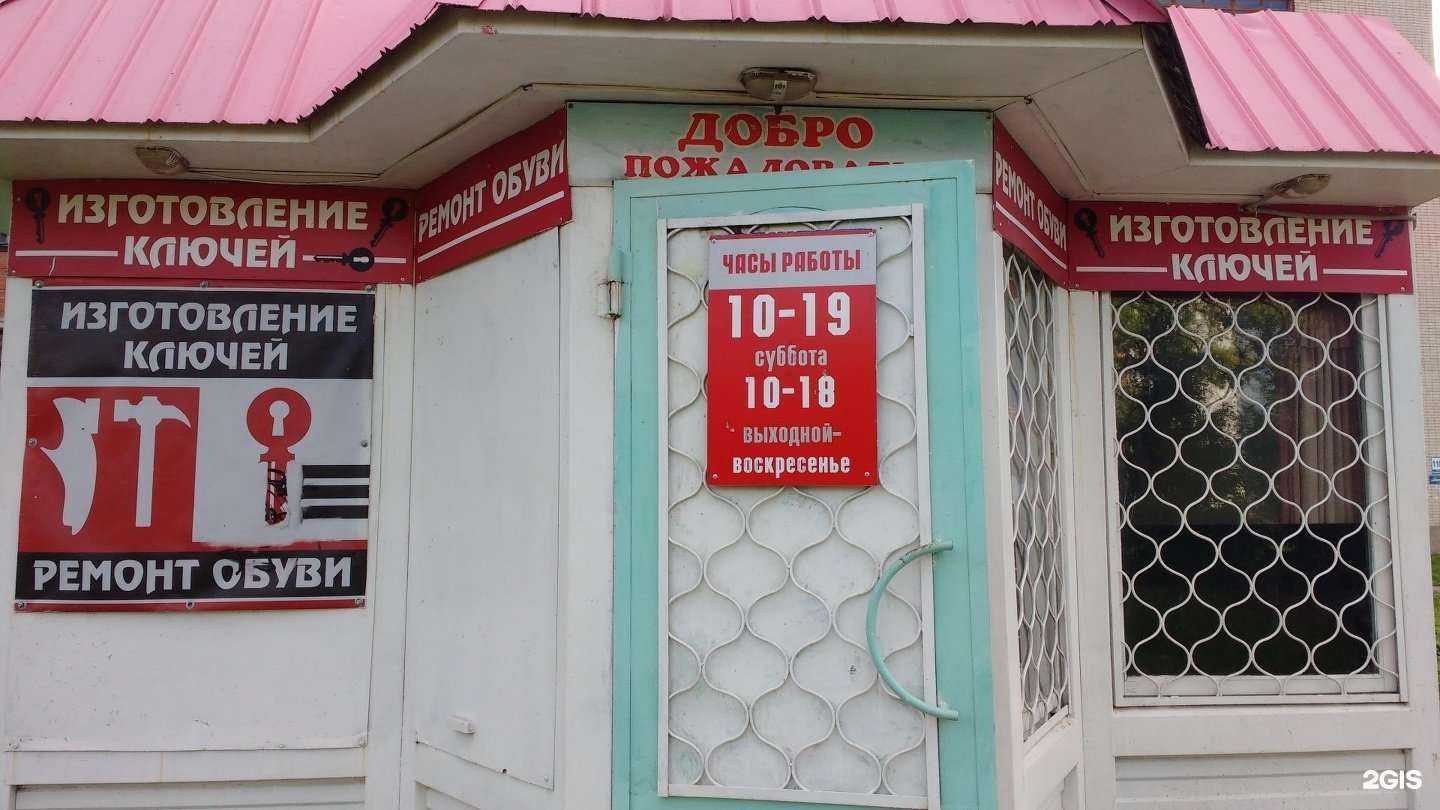 ДОБРО
ПОЖАЛОВАТЬ
ИЗГОТОВЛЕНИЕ
КЛЮЧЕЙ
РЕМОНТ ОБУВИ
РЕМОНТ ОБУВИ
ИЗГОТОВЛЕНИЕ
КЛЮЧЕЙ
ИЗГОТОВЛЕНИЕ
КЛЮЧЕЙ
РЕМОНТ ОБУВИ
ЧАСЫ РАБОТЫ
10-19
суббота
10-18
выходной-
воскресенье
2GIS